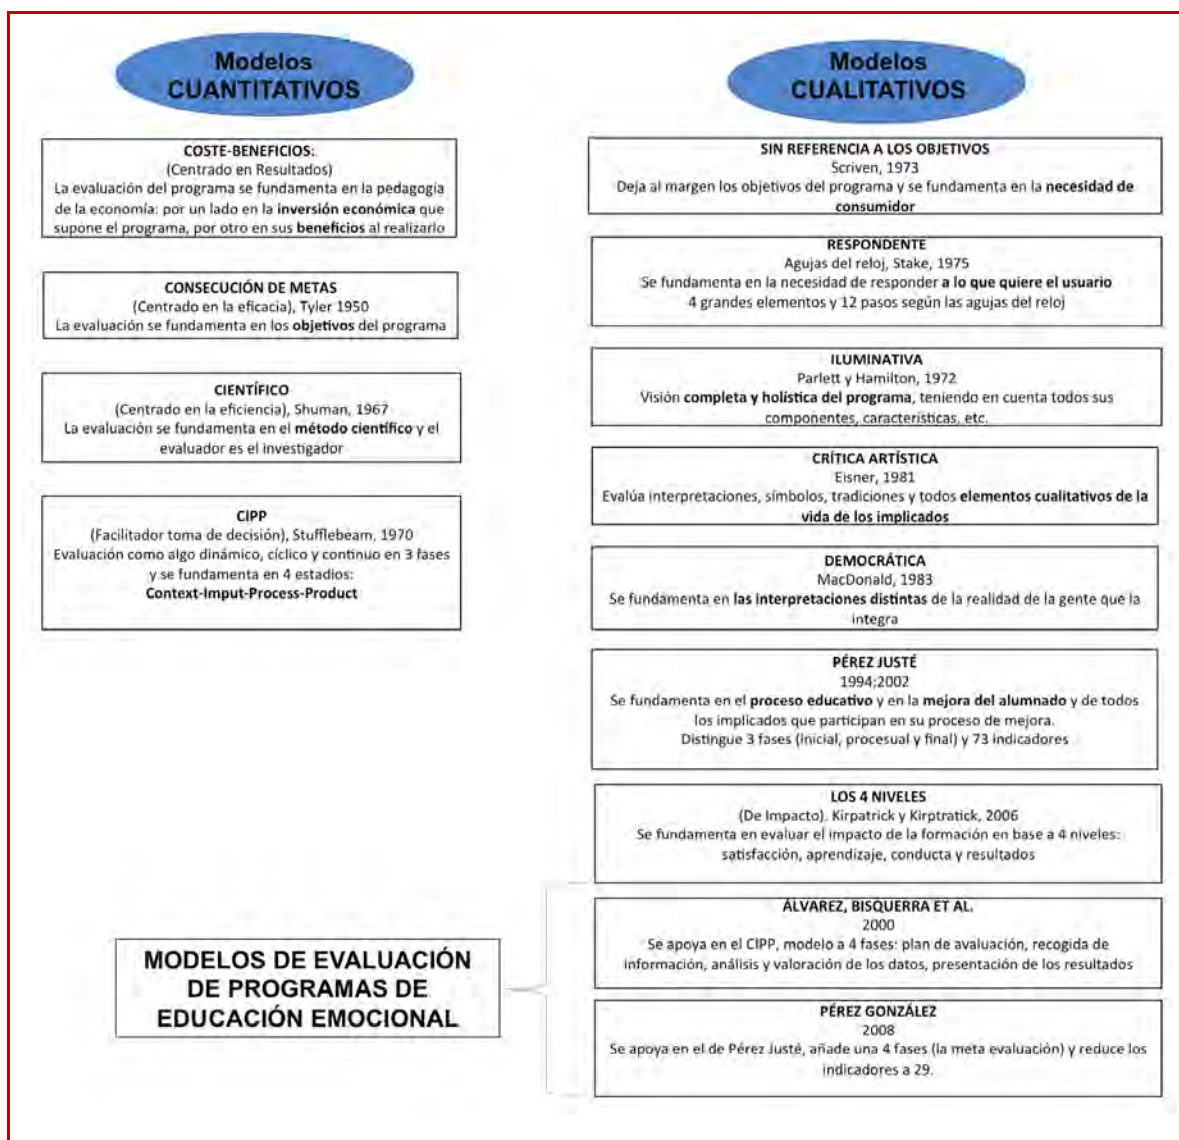 Modelos
CUANTITATIVOS
COSTE-BENEFICIOS:
(Centrado en Resultados)
La evaluación del programa se fundamenta en la pedagogía
de la economía: por un lado en la inversión económica que
supone el programa, por otro en sus beneficios al realizarlo
CONSECUCIÓN DE METAS
(Centrado en la eficacia), Tyler 1950
La evaluación se fundamenta en los objetivos del programa
CIENTÍFICO
(Centrado en la eficiencia), Shuman, 1967
La evaluación se fundamenta en el método científico y el
evaluador es el investigador
CIPP
(Facilitador toma de decisión), Stufflebeam, 1970
Evaluación como algo dinámico, cíclico y continuo en 3 fases
y se fundamenta en 4 estadios:
Context-Imput-Process-Product
Modelos
CUALITATIVOS
SIN REFERENCIA A LOS OBJETIVOS
Scriven, 1973
Deja al margen los objetivos del programa y se fundamenta en la necesidad de
consumidor
RESPONDENTE
Agujas del reloj, Stake, 1975
Se fundamenta en la necesidad de responder a lo que quiere el usuario
4 grandes elementos y 12 pasos según las agujas del reloj
ILUMINATIVA
Parlett y Hamilton, 1972
Visión completa y holística del programa, teniendo en cuenta todos sus
componentes, características, etc.
CRÍTICA ARTÍSTICA
Eisner, 1981
Evalúa interpretaciones, símbolos, tradiciones y todos elementos cualitativos de la
vida de los implicados
DEMOCRÁTICA
MacDonald, 1983
Se fundamenta en las interpretaciones distintas de la realidad de la gente que la
integra
PÉREZ JUSTÉ
1994;2002
Se fundamenta en el proceso educativo y en la mejora del alumnado y de todos
los implicados que participan en su proceso de mejora.
Distingue 3 fases (inicial, procesual y final) y 73 indicadores
LOS 4 NIVELES
(De Impacto). Kirpatrick y Kirptratick, 2006
Se fundamenta en evaluar el impacto de la formación en base a 4 niveles:
satisfacción, aprendizaje, conducta y resultados
ÁLVAREZ, BISQUERRA ET AL.
2000
Se apoya en el CIPP, modelo a 4 fases: plan de avaluación, recogida de
información, análisis y valoración de los datos, presentación de los resultados
PÉREZ GONZÁLEZ
2008
Se apoya en el de Pérez Justé, añade una 4 fases (la meta evaluación) y reduce los
indicadores a 29.
MODELOS DE EVALUACIÓN
DE PROGRAMAS DE
EDUCACIÓN EMOCIONAL